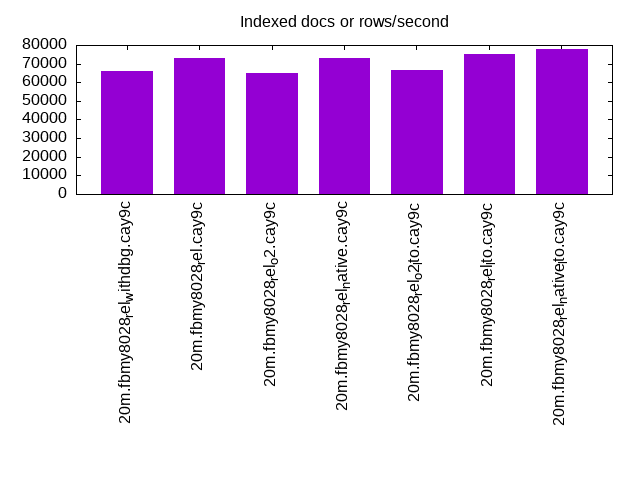 Indexed docs or rows/second
80000
70000
60000
50000
40000
30000
20000
10000
0
20m.fbmy8028relwithdbg.cay9c
20m.fbmy8028rel.cay9c
20m.fbmy8028relo2.cay9c
20m.fbmy8028relnative.cay9c
20m.fbmy8028relo2lto.cay9c
20m.fbmy8028rellto.cay9c
20m.fbmy8028relnativelto.cay9c